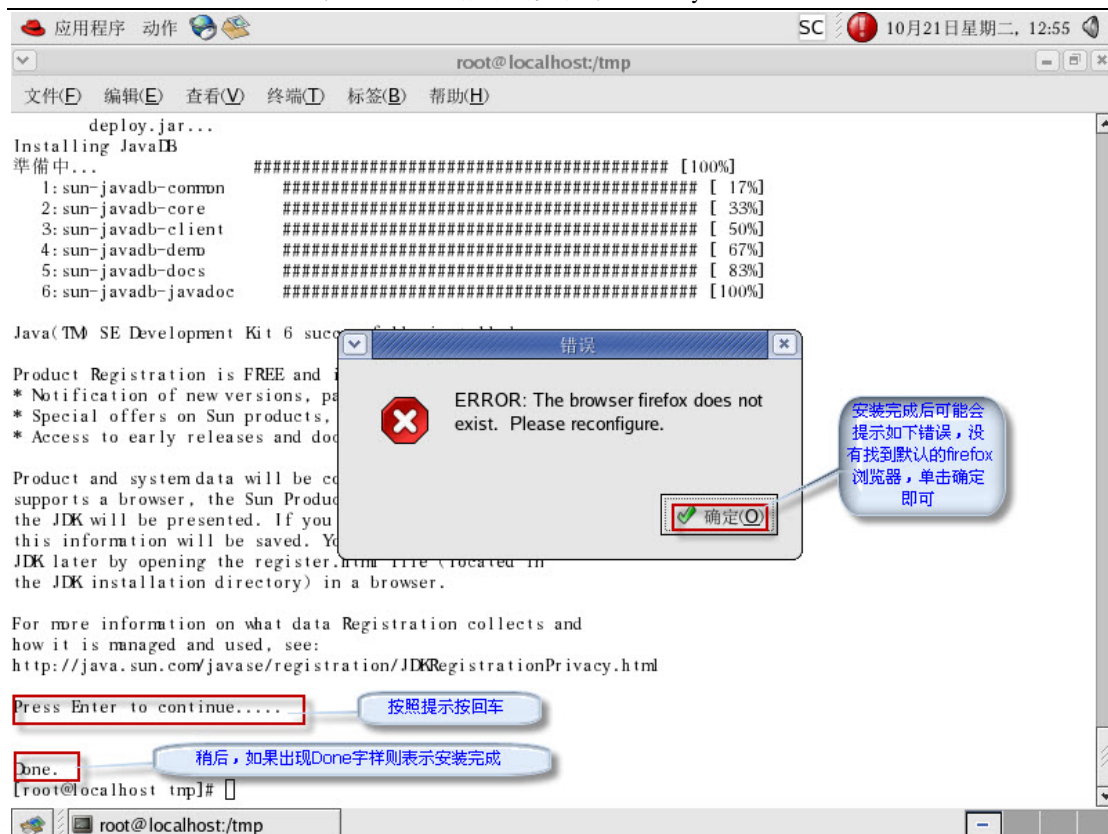 应用程序 动作 SC 10月21日星期二, 12:55
root@localhost:/tmp
文件(F) 编辑(E) 查看(V) 终端(T) 标签(B) 帮助(H)
deploy.jar...
Installing JavaDB
準備中... ########################################### [100%]
1:sun-javadb-common ########################################### [ 17%]
2:sun-javadb-core ########################################### [ 33%]
3:sun-javadb-client ########################################### [ 50%]
4:sun-javadb-demo ########################################### [ 67%]
5:sun-javadb-docs ########################################### [ 83%]
6:sun-javadb-javadoc ########################################### [100%]
Java(TM) SE Development Kit 6
Product Registration is FREE and
* Notification of new versions,
* Special offers on Sun products,
* Access to early releases and
Product and system data will be
supports a browser, the Sun
the JDK will be presented. If you
this information will be saved.
JDK later by opening the register.html file (located in
the JDK installation directory) in a browser.
For more information on what data Registration collects and
how it is managed and used, see:
http://java.sun.com/javase/registration/JDKRegistrationPrivacy.html
Press Enter to continue.....
Done.
[root@localhost tmp]#
错误
ERROR: The browser firefox does not
exist. Please reconfigure.
确定(O)
安装完成后可能会
提示如下错误，没
有找到默认的firefox
浏览器，单击确定
即可
按照提示按回车
稍后，如果出现Done字样则表示安装完成
root@localhost:/tmp